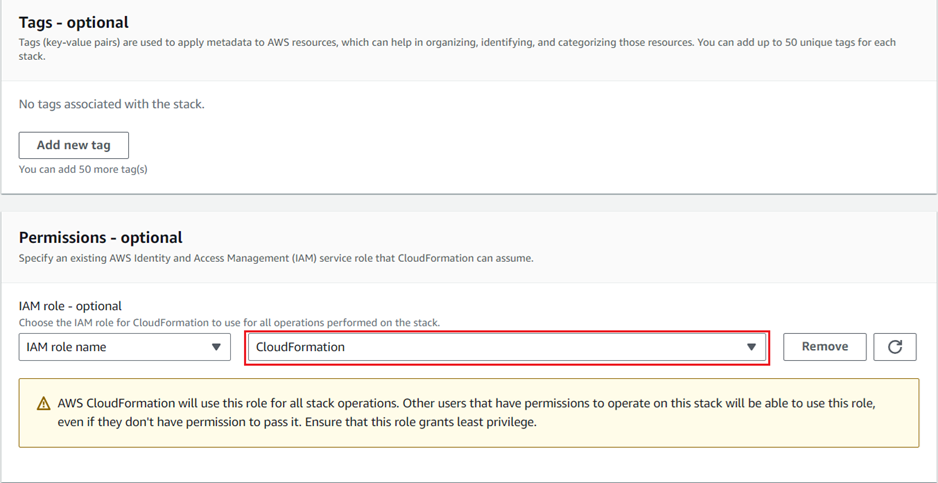 Tags - optional
Tags (key-value pairs) are used to apply metadata to AWS resources, which can help in organizing, identifying, and categorizing those resources. You can add up to 50 unique tags for each
stack.
No tags associated with the stack.
Add new tag
You can add 50 more tag(s)
Permissions - optional
Specify an existing AWS Identity and Access Management (IAM) service role that CloudFormation can assume.
IAM role - optional
Choose the IAM role for CloudFormation to use for all operations performed on the stack.
IAM role name CloudFormation Remove
AWS CloudFormation will use this role for all stack operations. Other users that have permissions to operate on this stack will be able to use this role,
even if they don't have permission to pass it. Ensure that this role grants least privilege.